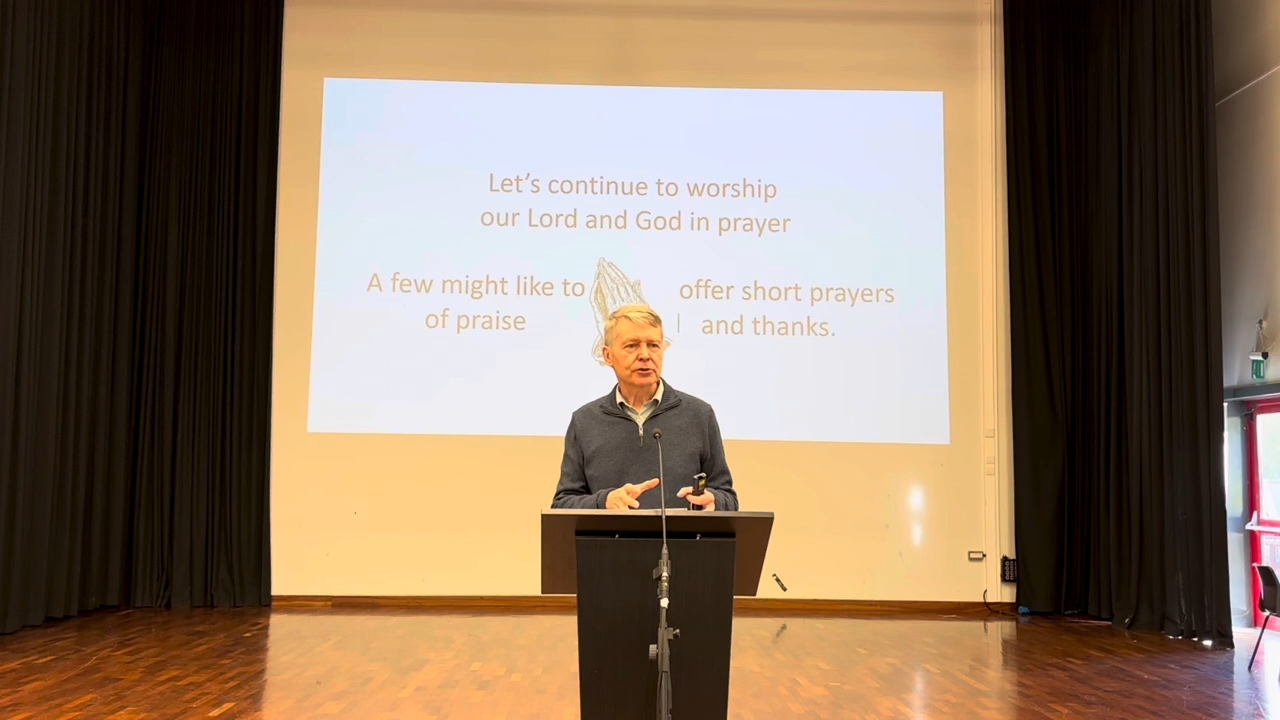 Let's continue to worship
our Lord and God in prayer
A few might like to offer short prayers
of praise and thanks.